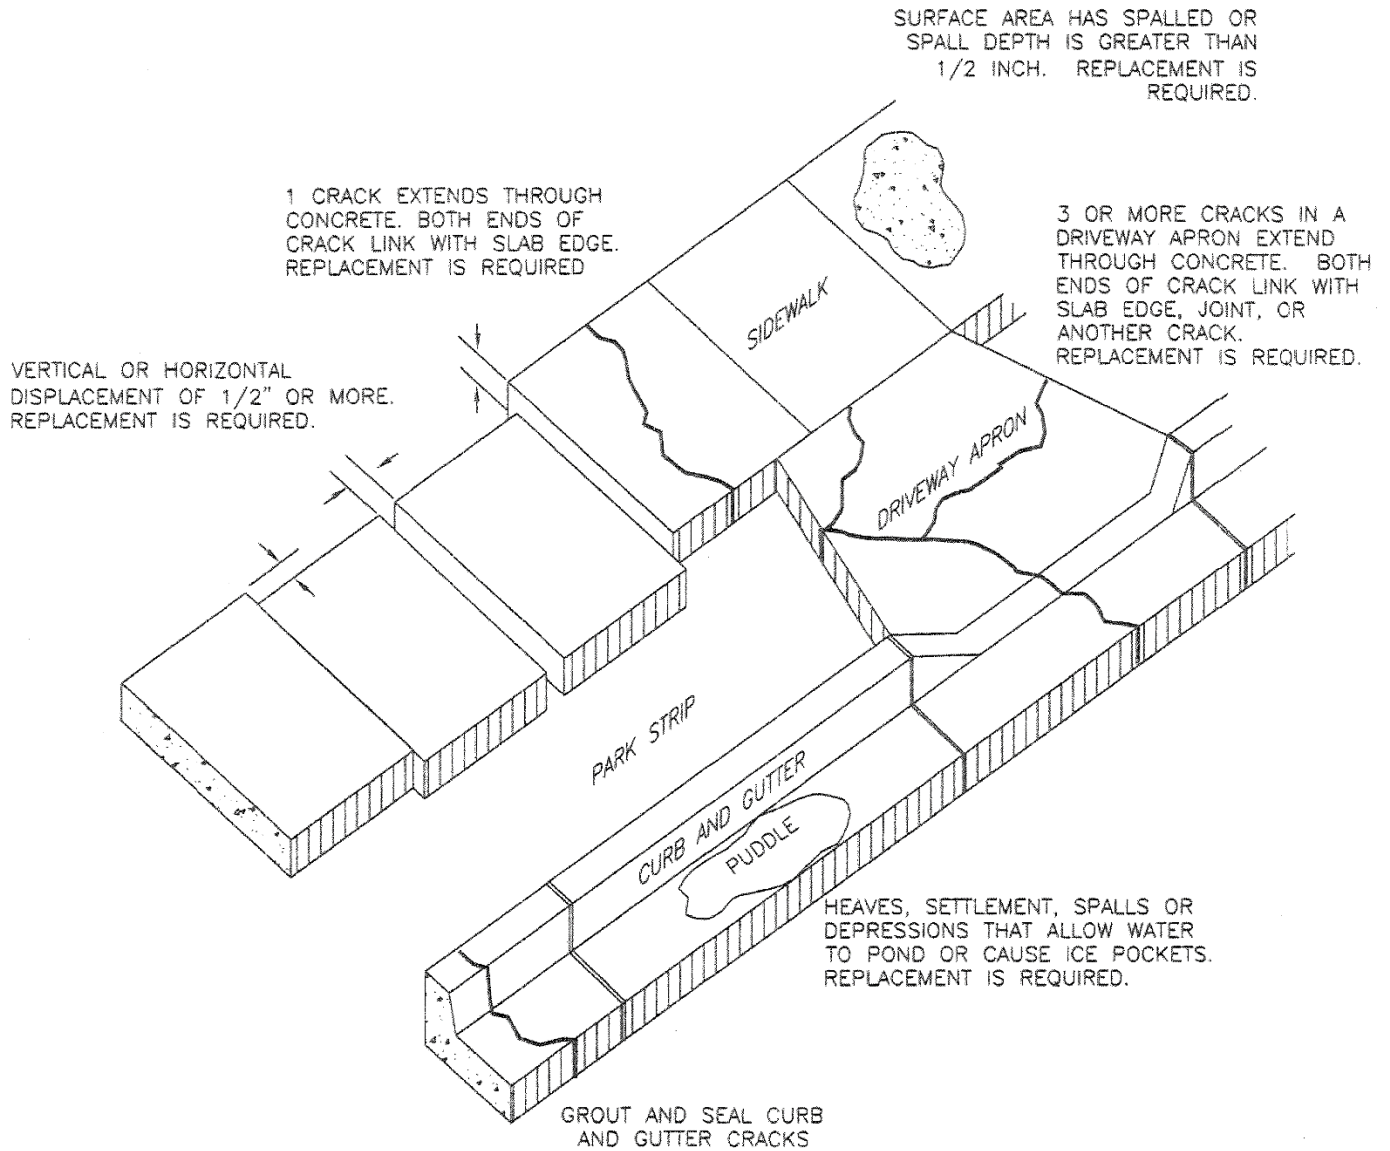 SURFACE AREA HAS SPALLED OR
SPALL DEPTH IS GREATER THAN
1/2 INCH. REPLACEMENT IS
REQUIRED.
1 CRACK EXTENDS THROUGH
CONCRETE. BOTH ENDS OF
CRACK LINK WITH SLAB EDGE.
REPLACEMENT IS REQUIRED
3 OR MORE CRACKS IN A
DRIVEWAY APRON EXTEND
THROUGH CONCRETE. BOTH
ENDS OF CRACK LINK WITH
SLAB EDGE, JOINT, OR
ANOTHER CRACK.
REPLACEMENT IS REQUIRED.
SIDEWALK
VERTICAL OR HORIZONTAL
DISPLACEMENT OF 1/2" OR MORE.
REPLACEMENT IS REQUIRED.
DRIVEWAY APRON
PARK STRIP
CURB AND GUTTER
PUDDLE
HEAVES, SETTLEMENT, SPALLS OR
DEPRESSIONS THAT ALLOW WATER
TO POND OR CAUSE ICE POCKETS.
REPLACEMENT IS REQUIRED.
GROUT AND SEAL CURB
AND GUTTER CRACKS